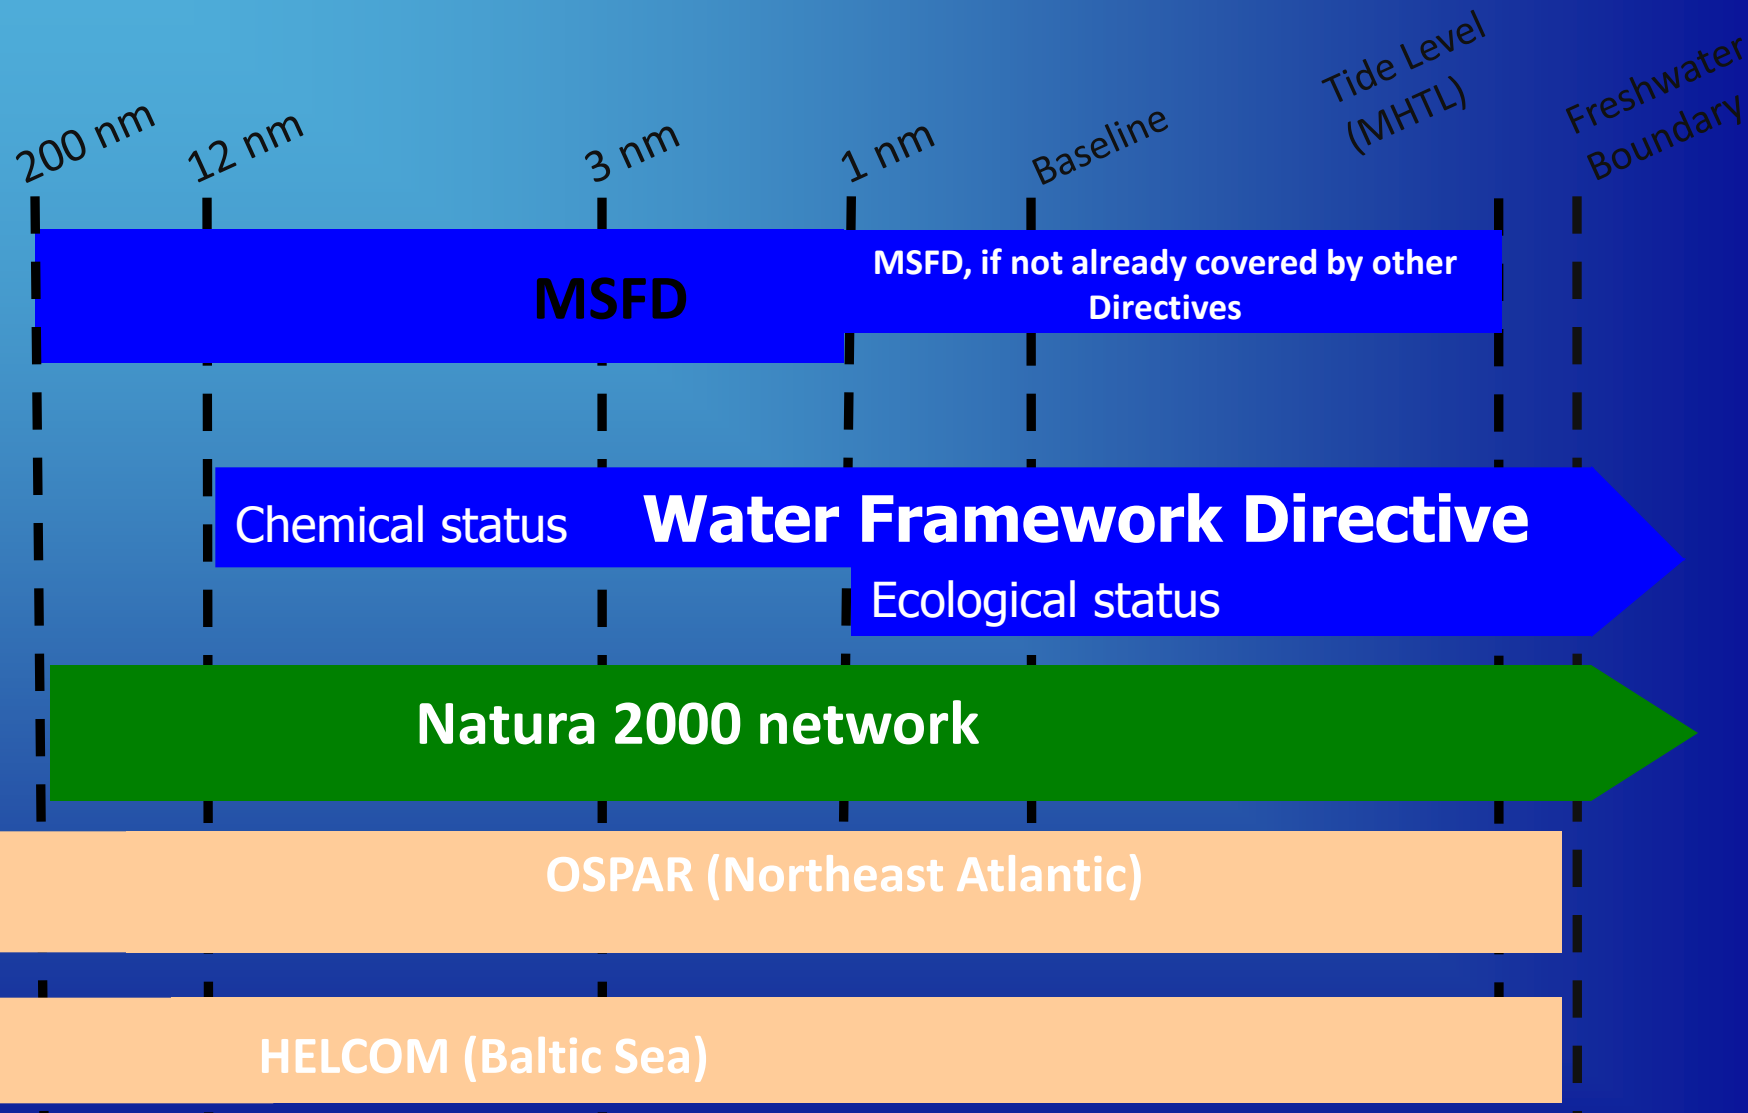 200 nm
12 nm
3 nm
1 nm
Baseline
Tide Level
(MHTL)
Freshwater
Boundary
MSFD
MSFD, if not already covered by other
Directives
Chemical status
Water Framework Directive
Ecological status
Natura 2000 network
OSPAR (Northeast Atlantic)
HELCOM (Baltic Sea)